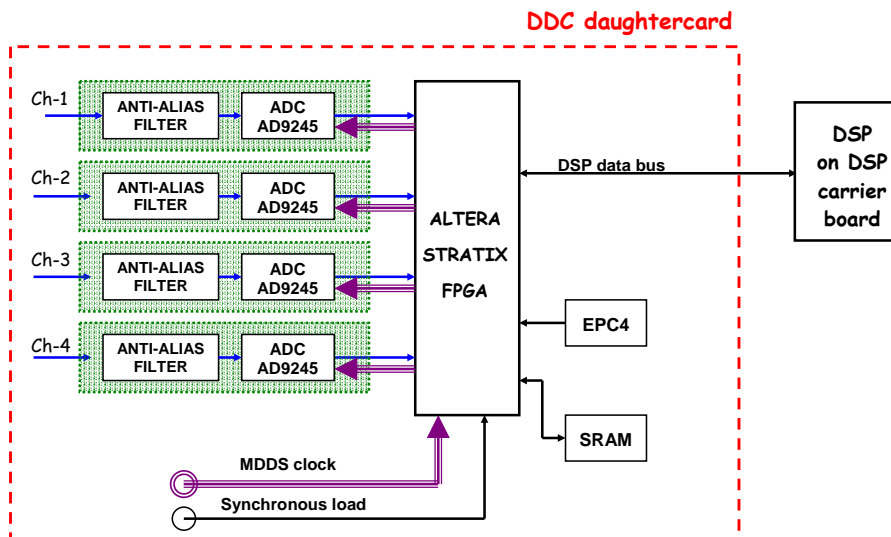 DDC daughtercard
Ch-1
ANTI-ALIAS
FILTER
ADC
AD9245
Ch-2
ANTI-ALIAS
FILTER
ADC
AD9245
Ch-3
ANTI-ALIAS
FILTER
ADC
AD9245
Ch-4
ANTI-ALIAS
FILTER
ADC
AD9245
ALTERA
STRATIX
FPGA
DSP data bus
DSP
on DSP
carrier
board
EPC4
SRAM
MDDS clock
Synchronous load